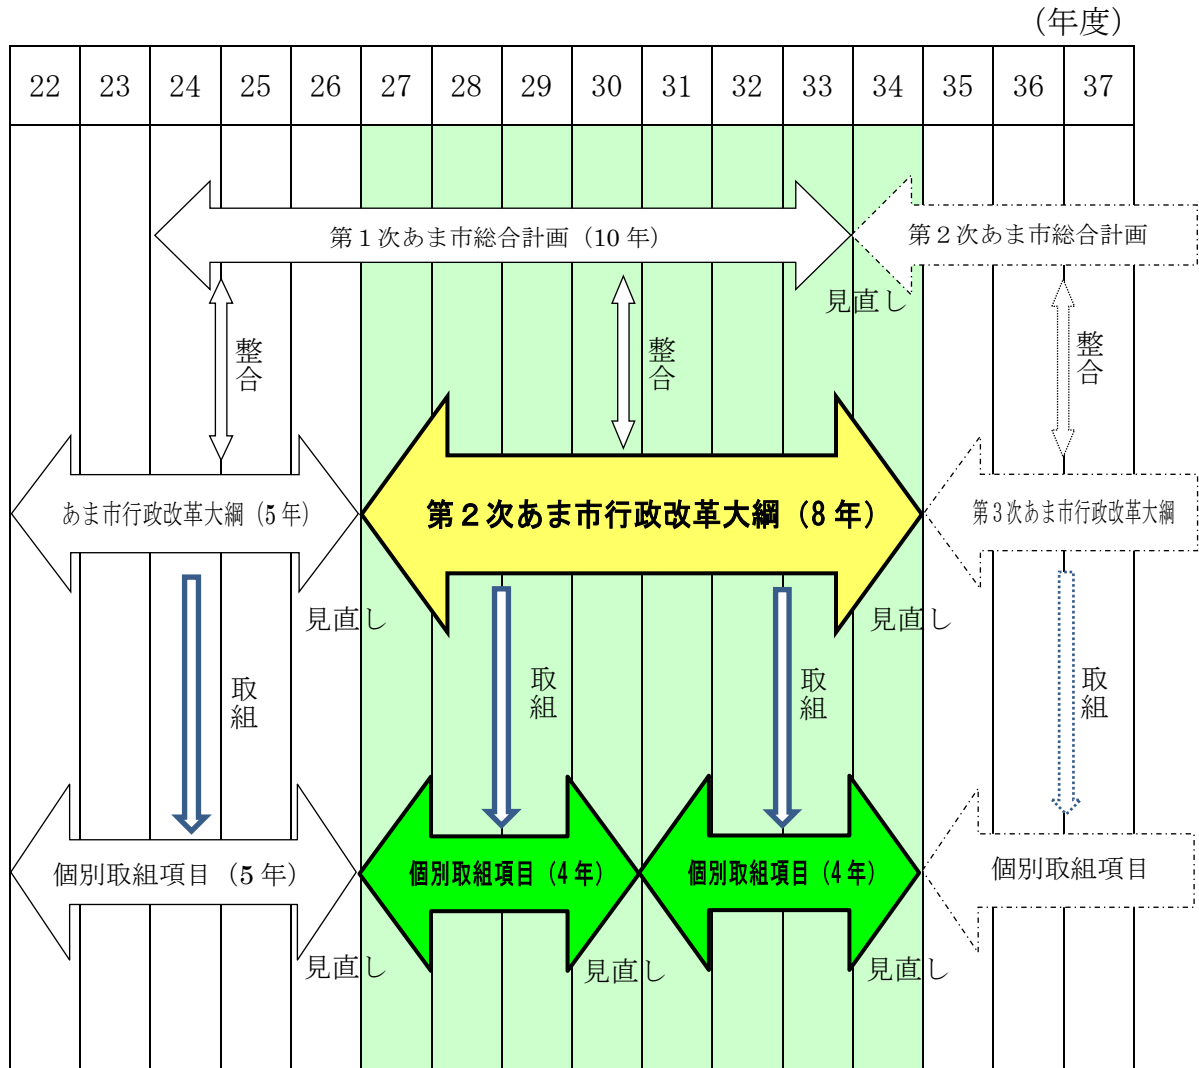 （年度）
22 23 24 25 26 27 28 29 30 31 32 33 34 35 36 37
第１次あま市総合計画（10 年）
第２次あま市総合計画
見直し
整合
整合
整合
あま市行政改革大綱（5 年）
第２次あま市行政改革大綱（8 年）
第３次あま市行政改革大綱
見直し
見直し
取組
取組
取組
取組
個別取組項目（5 年）
個別取組項目（4 年）
個別取組項目（4 年）
個別取組項目
見直し
見直し
見直し